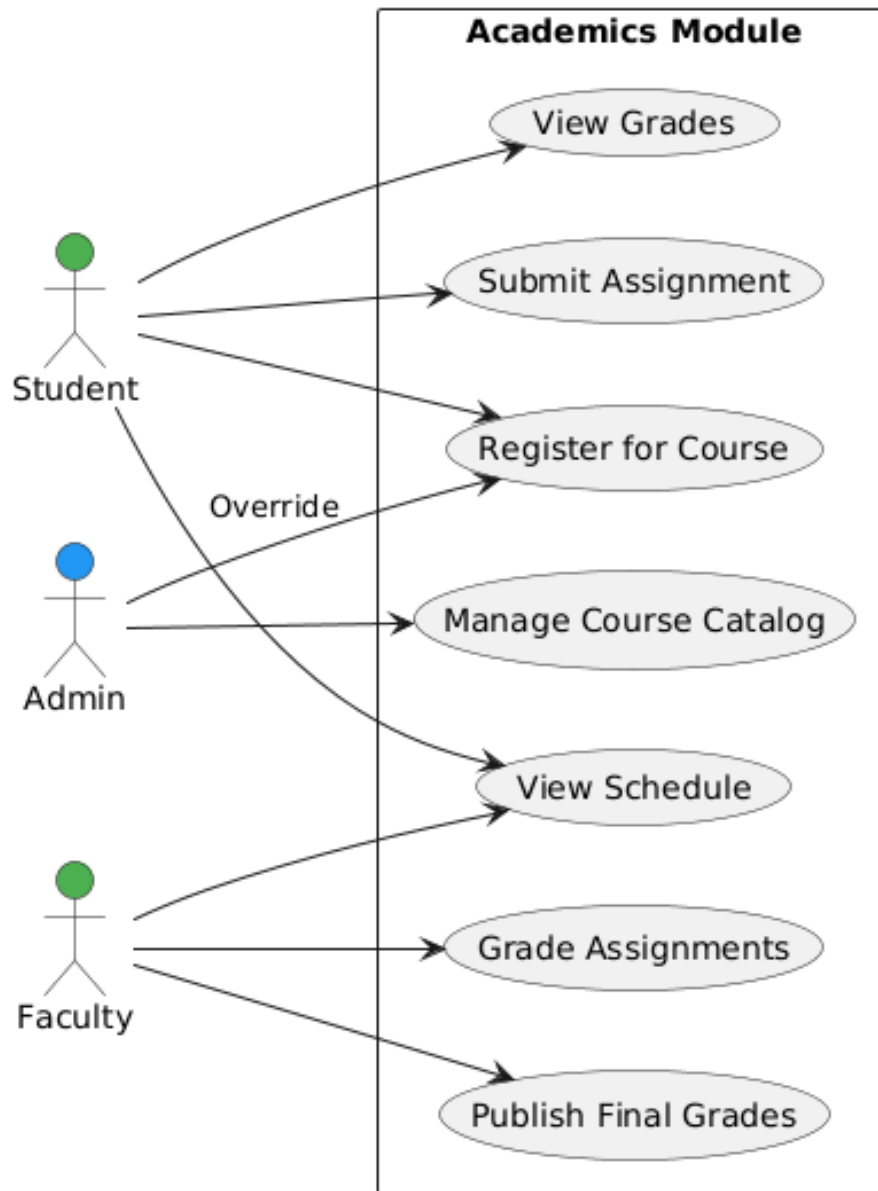 Academics Module
View Grades
Submit Assignment
Student
Register for Course
Override
Manage Course Catalog
Admin
View Schedule
Grade Assignments
Faculty
Publish Final Grades